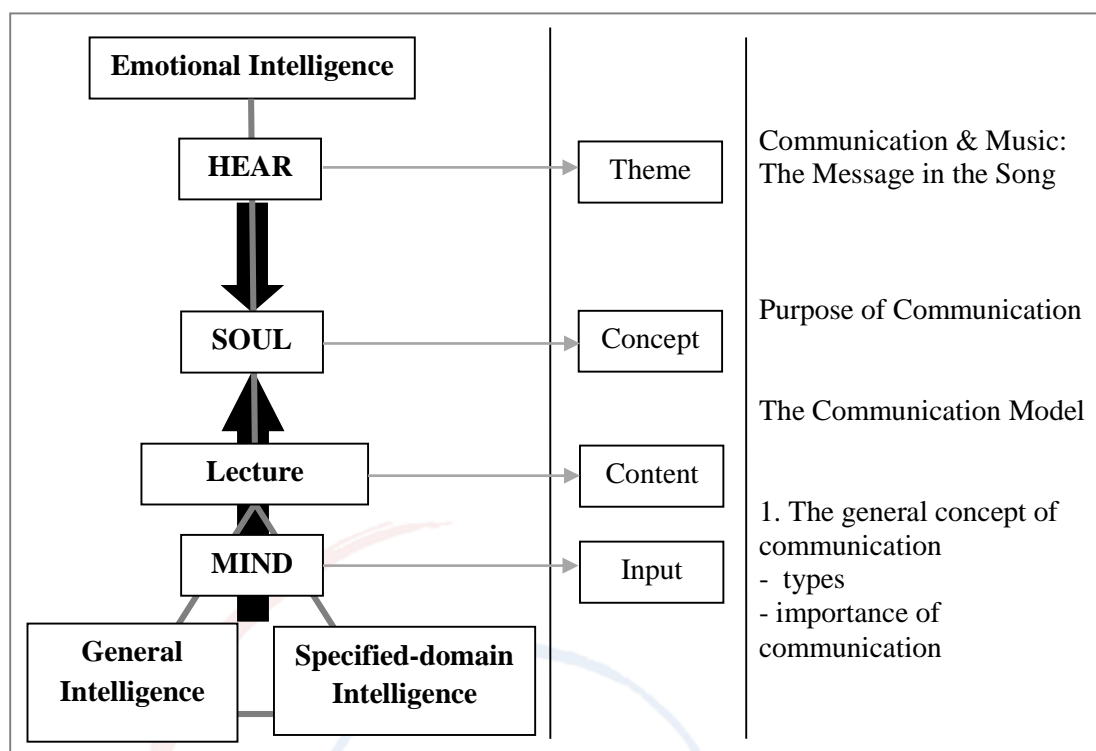 Emotional Intelligence
HEAR
SOUL
Lecture
MIND
General
Intelligence
Specified-domain
Intelligence
Theme
Concept
Content
Input
Communication & Music:
The Message in the Song
Purpose of Communication
The Communication Model
1. The general concept of
communication
- types
- importance of
communication